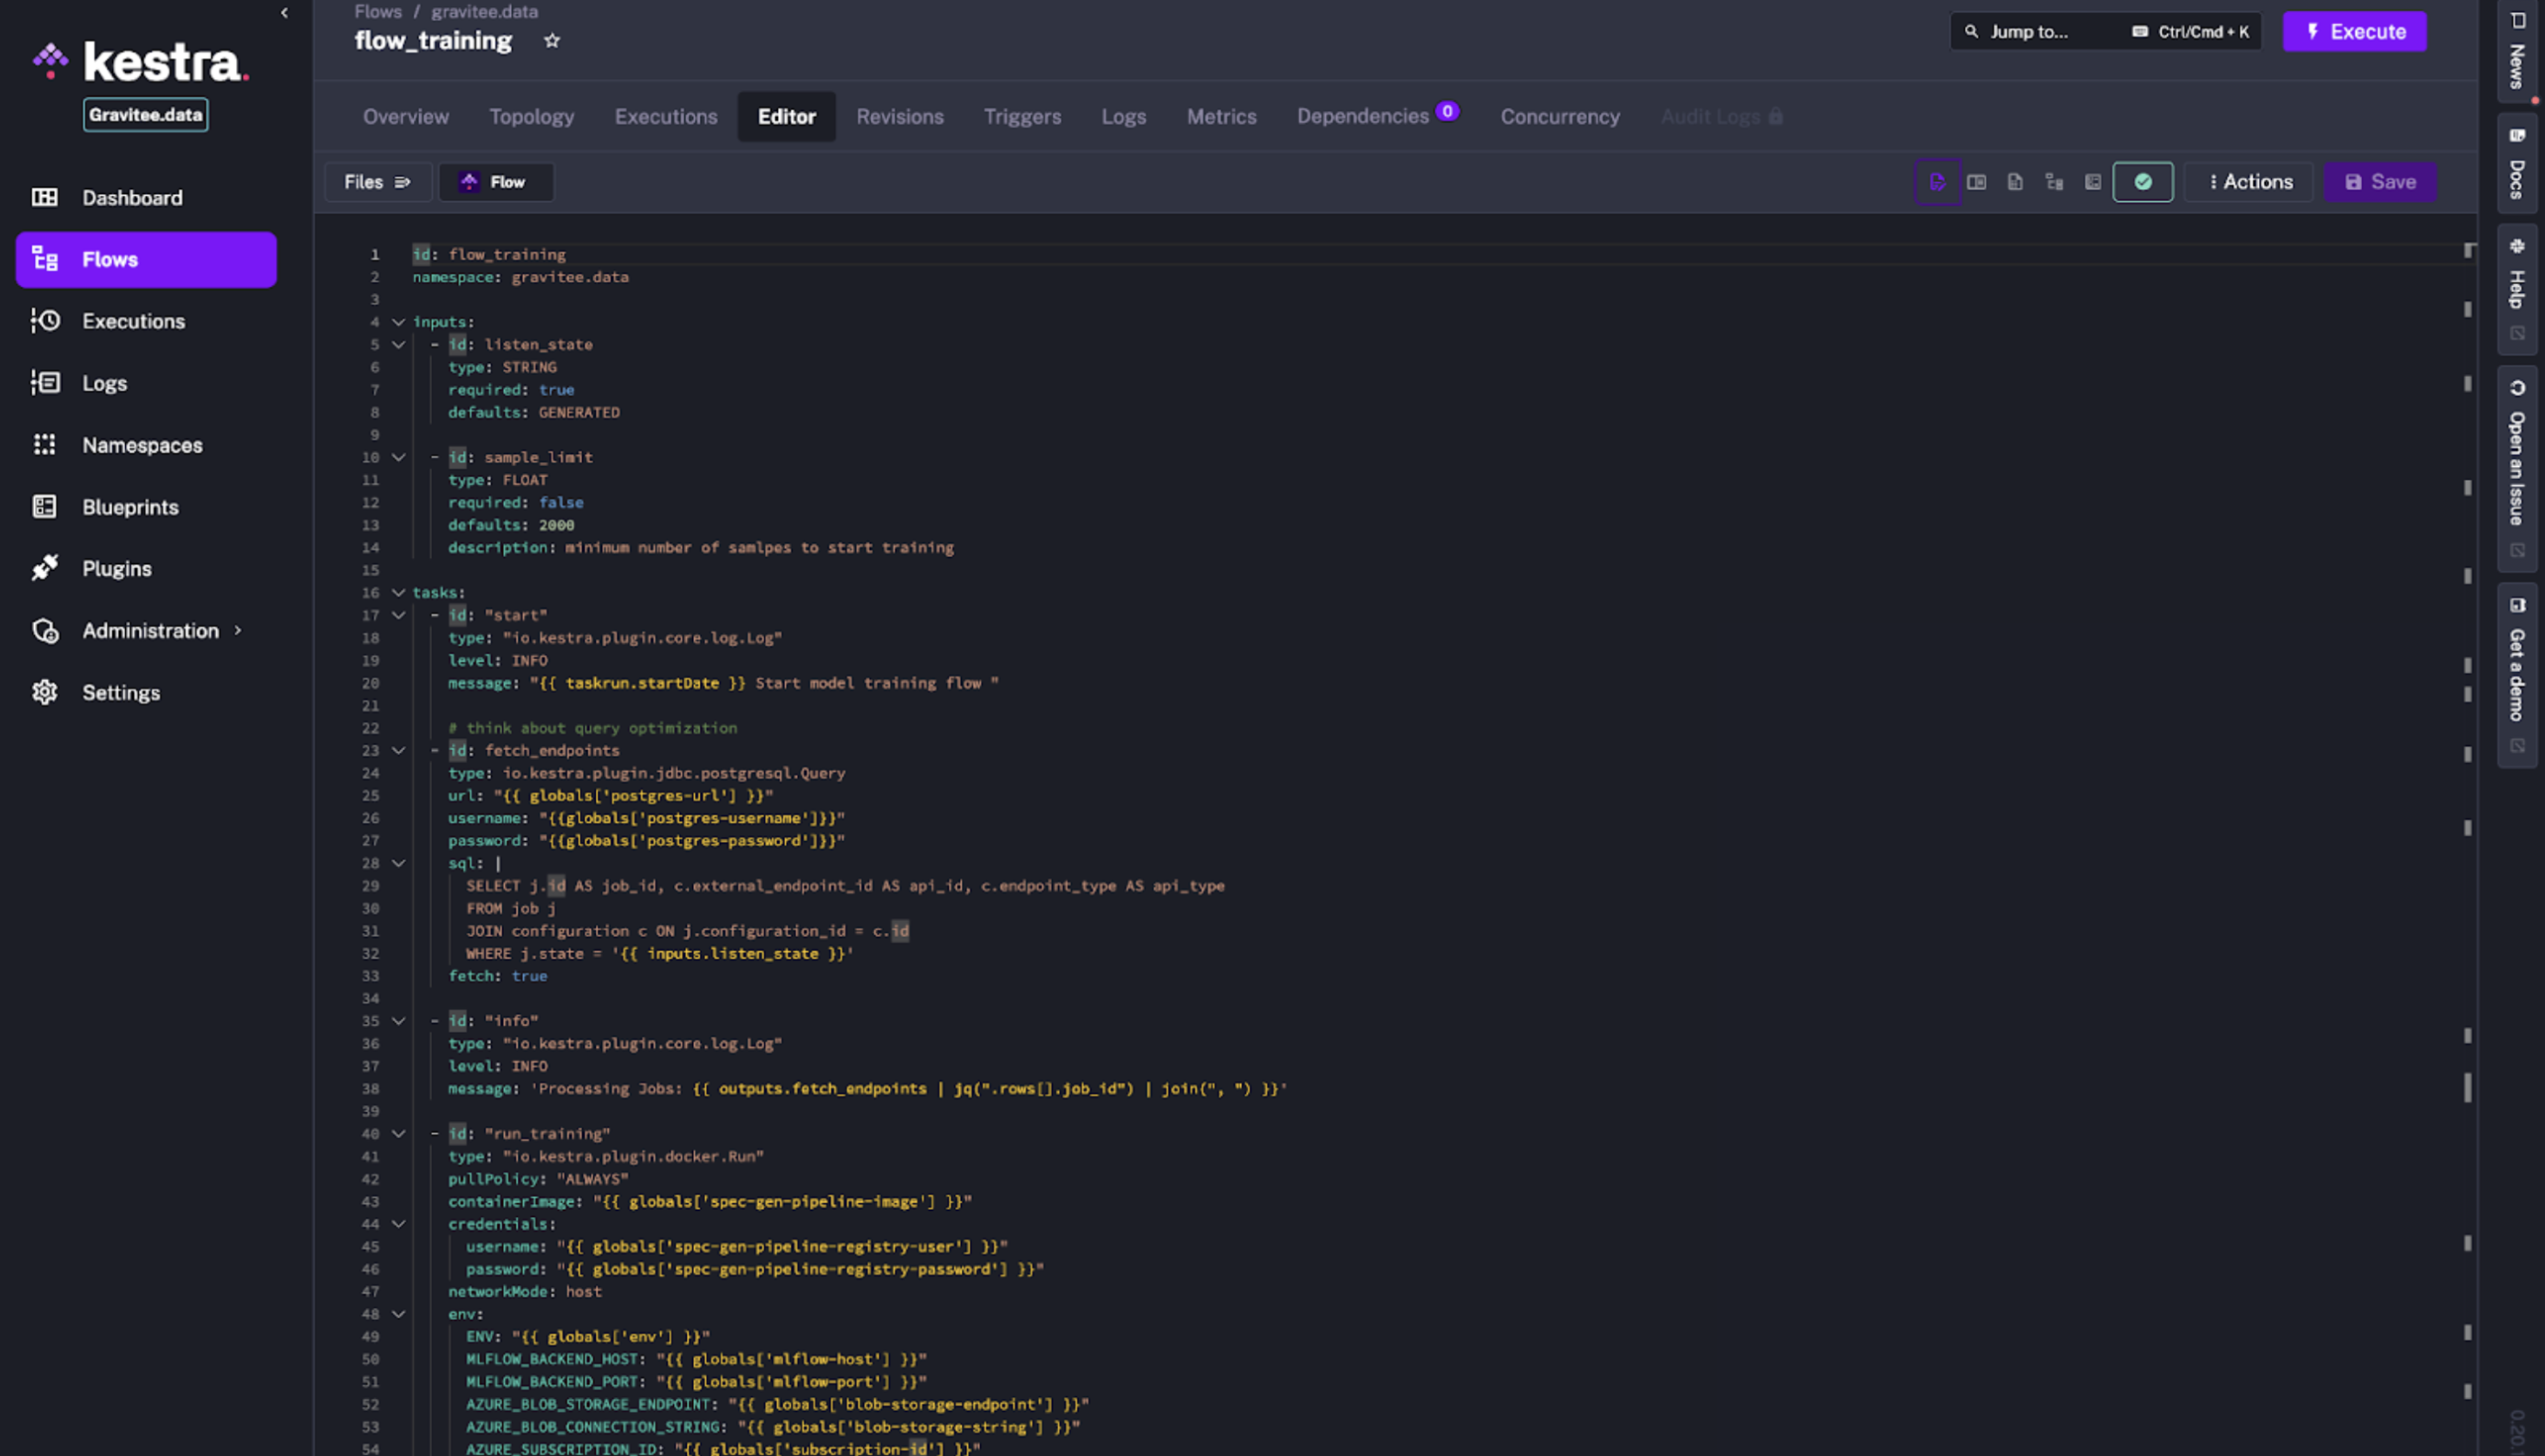 kestra.
Gravitee.data
Dashboard
Flows
Executions
Logs
Namespaces
Blueprints
Plugins
Administration
Settings
Flows / gravitee.data
flow_training
Jump to... Ctrl/Cmd + K
Execute
Overview Topology Executions Editor Revisions Triggers Logs Metrics Dependencies 0 Concurrency Audit Logs
Files Flow Actions Save
1 id: flow_training
2 namespace: gravitee.data
3
4 inputs:
5 - id: listen_state
6 type: STRING
7 required: true
8 defaults: GENERATED
9
10 - id: sample_limit
11 type: FLOAT
12 required: false
13 defaults: 2000
14 description: minimum number of samlpes to start training
15
16 tasks:
17 - id: "start"
18 type: "io.kestra.plugin.core.log.Log"
19 level: INFO
20 message: "{{ taskrun.startDate }} Start model training flow "
21
22 # think about query optimization
23 - id: fetch_endpoints
24 type: io.kestra.plugin.jdbc.postgresql.Query
25 url: "{{ globals['postgres-url'] }}"
26 username: "{{globals['postgres-username']}}"
27 password: "{{globals['postgres-password']}}"
28 sql: |
29 SELECT j.id AS job_id, c.external_endpoint_id AS api_id, c.endpoint_type AS api_type
30 FROM job j
31 JOIN configuration c ON j.configuration_id = c.id
32 WHERE j.state = '{{ inputs.listen_state }}'
33 fetch: true
34
35 - id: "info"
36 type: "io.kestra.plugin.core.log.Log"
37 level: INFO
38 message: 'Processing Jobs: {{ outputs.fetch_endpoints | jq(".rows[].job_id") | join(", ") }}'
39
40 - id: "run_training"
41 type: "io.kestra.plugin.docker.Run"
42 pullPolicy: "ALWAYS"
43 containerImage: "{{ globals['spec-gen-pipeline-image'] }}"
44 credentials:
45 username: "{{ globals['spec-gen-pipeline-registry-user'] }}"
46 password: "{{ globals['spec-gen-pipeline-registry-password'] }}"
47 networkMode: host
48 env:
49 ENV: "{{ globals['env'] }}"
50 MLFLOW_BACKEND_HOST: "{{ globals['mlflow-host'] }}"
51 MLFLOW_BACKEND_PORT: "{{ globals['mlflow-port'] }}"
52 AZURE_BLOB_STORAGE_ENDPOINT: "{{ globals['blob-storage-endpoint'] }}"
53 AZURE_BLOB_CONNECTION_STRING: "{{ globals['blob-storage-string'] }}"
54 AZURE_SUBSCRIPTION_ID: "{{ globals['subscription-id'] }}"
News
Docs
Help
Open an Issue
Get a demo